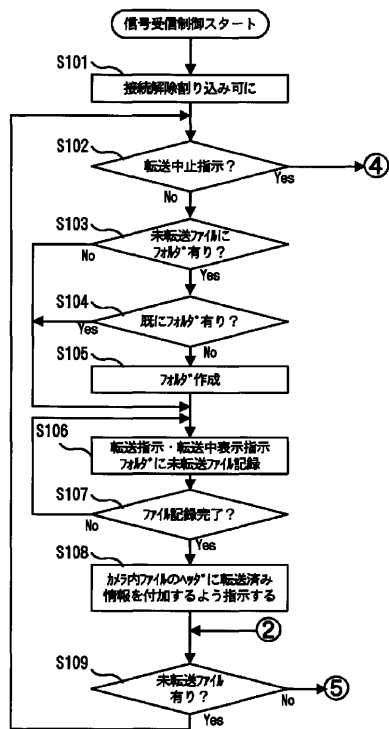 信号受信制御スタート
S101
接続解除割り込み可に
S102
転送中止指示?
Yes
④
No
S103
未転送ファイルに
フォルダ有り?
No
Yes
S104
既にフォルダ有り?
Yes
No
S105
フォルダ作成
S106
転送指示・転送中表示指示
フォルダに未転送ファイル記録
S107
ファイル記録完了?
No
Yes
S108
カメラ内ファイルのヘッダに転送済み
情報を付加するよう指示する
②
S109
未転送ファイル
有り?
No
⑤
Yes